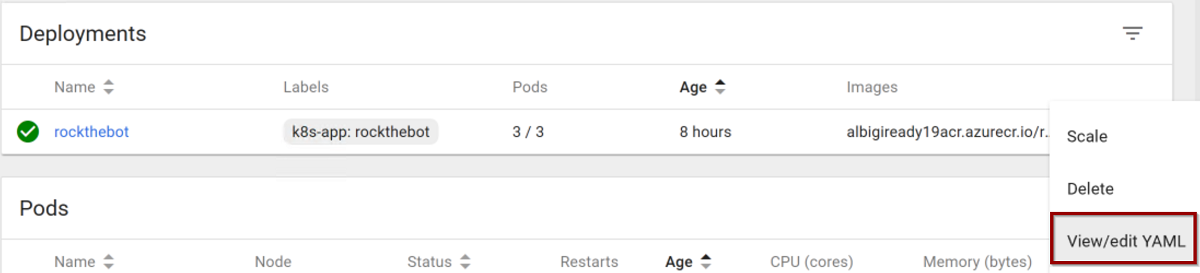 Deployments
Name Labels Pods Age Images
rockthebot k8s-app: rockthebot 3 / 3 8 hours albigiready19acr.azurecr.io/r...
Scale
Delete
View/edit YAML
Pods
Name Node Status Restarts Age CPU (cores) Memory (bytes)